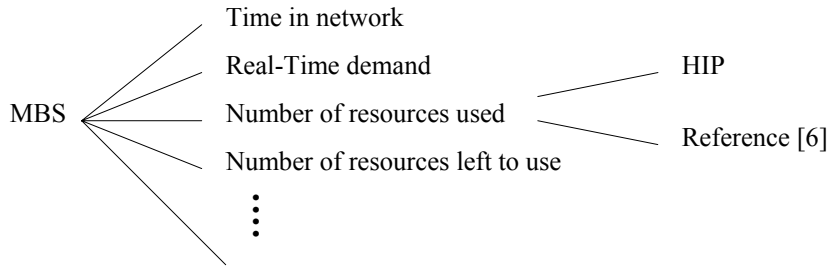 Time in network
Real-Time demand
HIP
MBS
Number of resources used
Reference [6]
Number of resources left to use